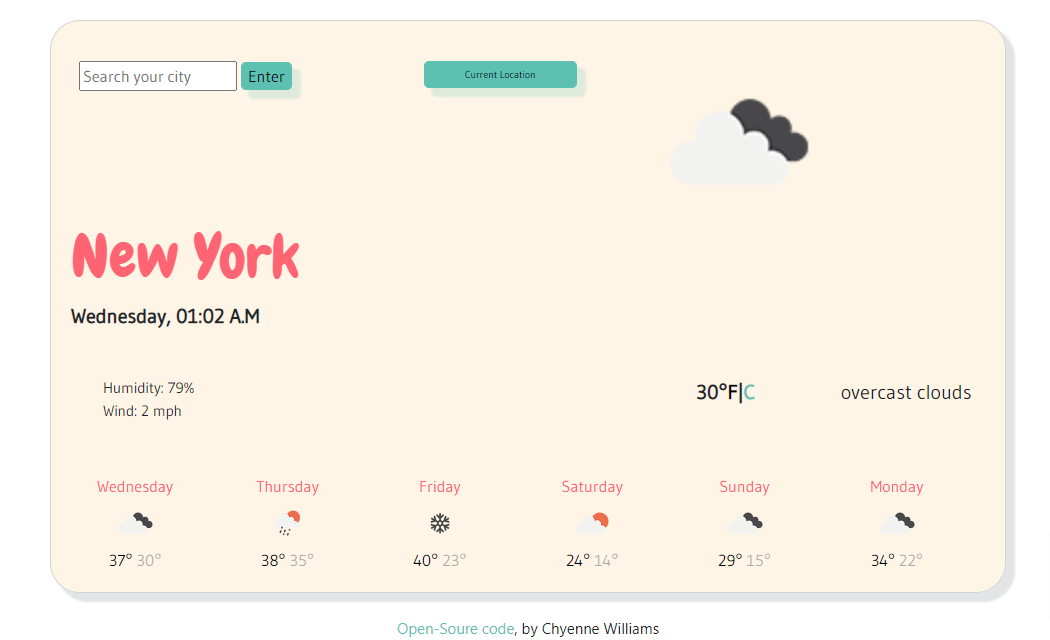 Search your city Enter Current Location
New York
Wednesday, 01:02 A.M
Humidity: 79%
Wind: 2 mph
30°F|C overcast clouds
Wednesday Thursday Friday Saturday Sunday Monday
37° 30° 38° 35° 40° 23° 24° 14° 29° 15° 34° 22°
Open-Soure code, by Chyenne Williams